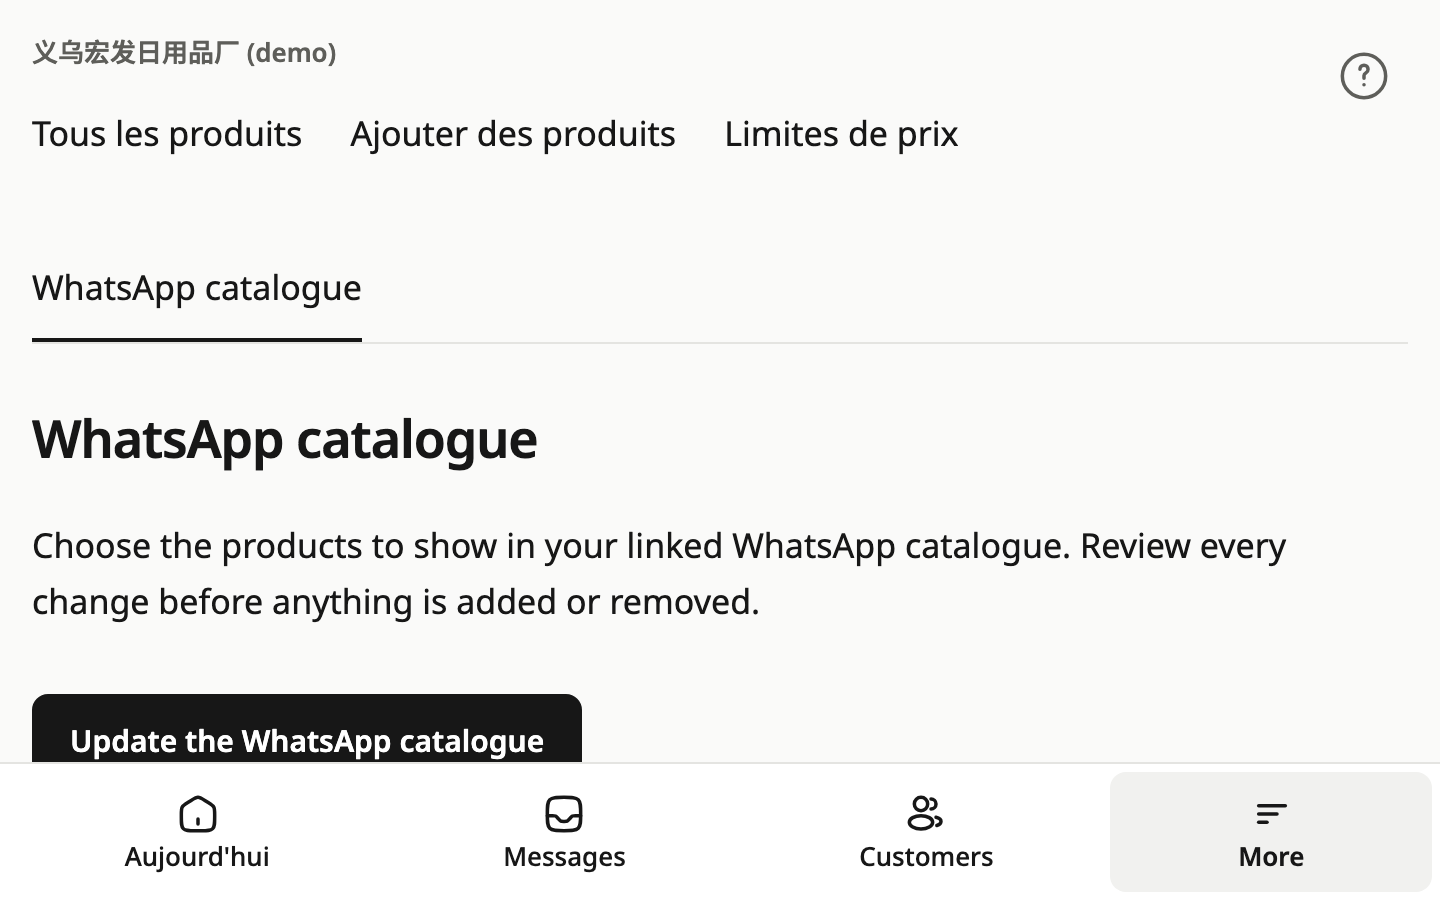 义乌宏发日用品厂 (demo)
?
Tous les produits Ajouter des produits Limites de prix
WhatsApp catalogue
WhatsApp catalogue
Choose the products to show in your linked WhatsApp catalogue. Review every
change before anything is added or removed.
Update the WhatsApp catalogue
Aujourd'hui Messages Customers More